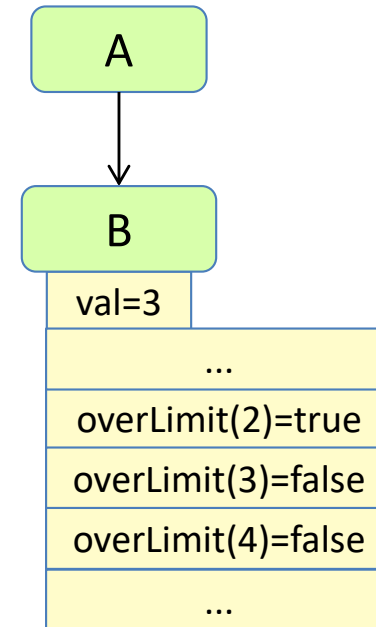 A
B
val=3
...
overLimit(2)=true
overLimit(3)=false
overLimit(4)=false
...